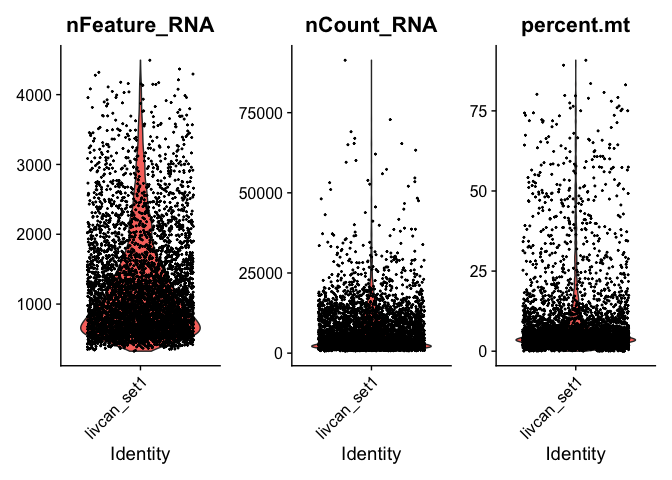 nFeature_RNA
4000
3000
2000
1000
livcan_set1
Identity
nCount_RNA
75000
50000
25000
0
livcan_set1
Identity
percent.mt
75
50
25
0
livcan_set1
Identity